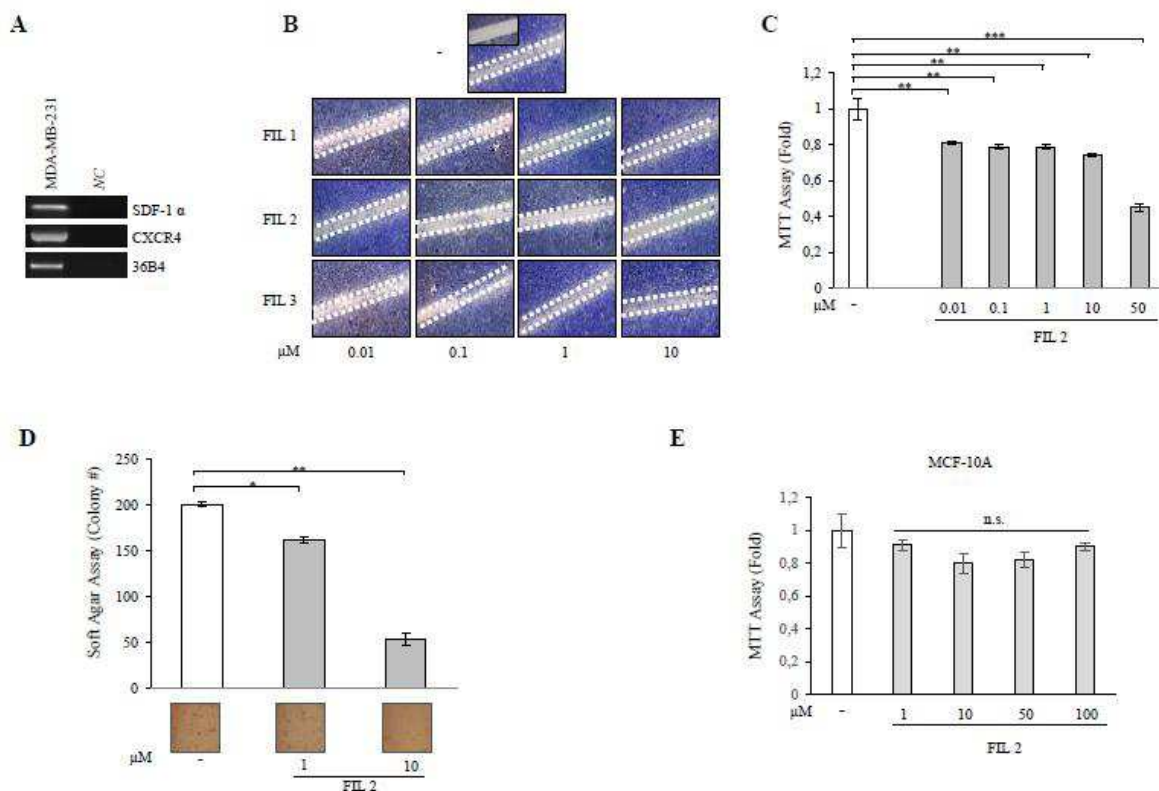 A
MDA-MB-231
NC
SDF-1 α
CXCR4
36B4
B
-
FIL 1
FIL 2
FIL 3
μM 0.01 0.1 1 10
C
***
**
**
**
**
MTT Assay (Fold)
1,2
1
0,8
0,6
0,4
0,2
0
μM - 0.01 0.1 1 10 50
FIL 2
D
Soft Agar Assay (Colony #)
250
200
150
100
50
0
**
*
μM - 1 10
FIL 2
E
MCF-10A
n.s.
MTT Assay (Fold)
1,2
1
0,8
0,6
0,4
0,2
0
μM - 1 10 50 100
FIL 2